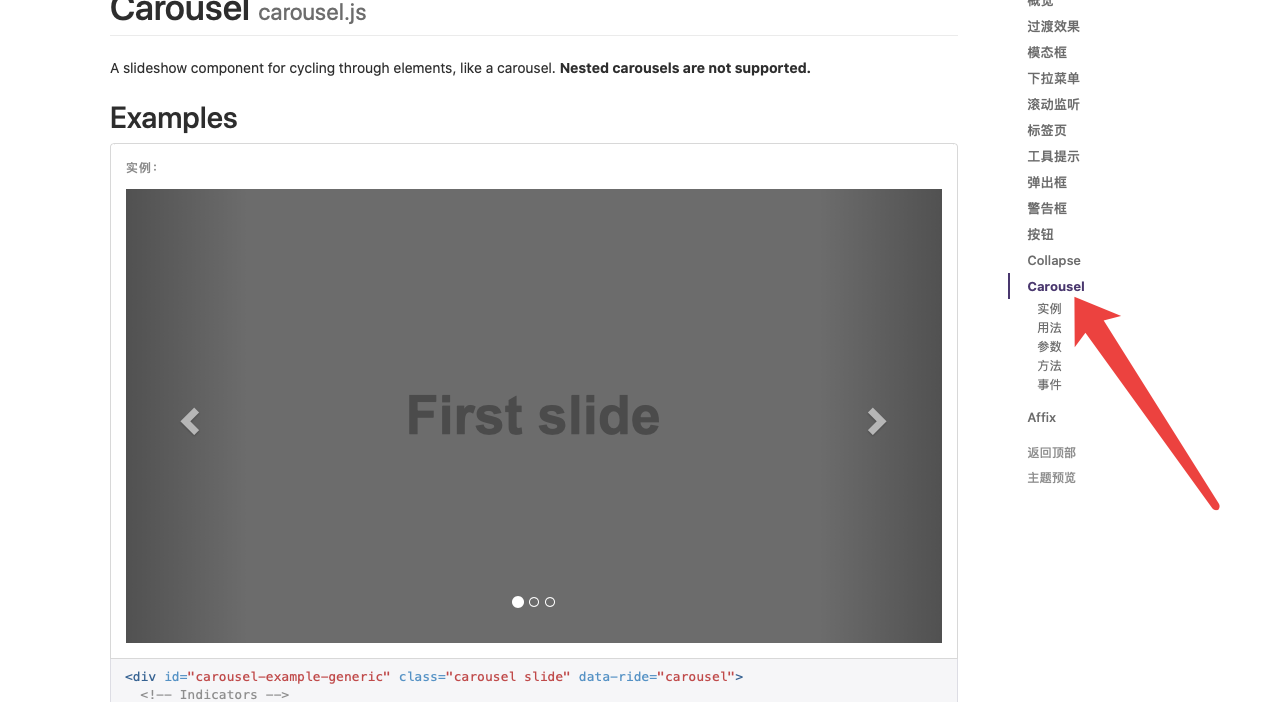 Carousel carousel.js
A slideshow component for cycling through elements, like a carousel. Nested carousels are not supported.
Examples
实例：
First slide
<div id="carousel-example-generic" class="carousel slide" data-ride="carousel">
<!-- Indicators -->
概览
过渡效果
模态框
下拉菜单
滚动监听
标签页
工具提示
弹出框
警告框
按钮
Collapse
Carousel
实例
用法
参数
方法
事件
Affix
返回顶部
主题预览